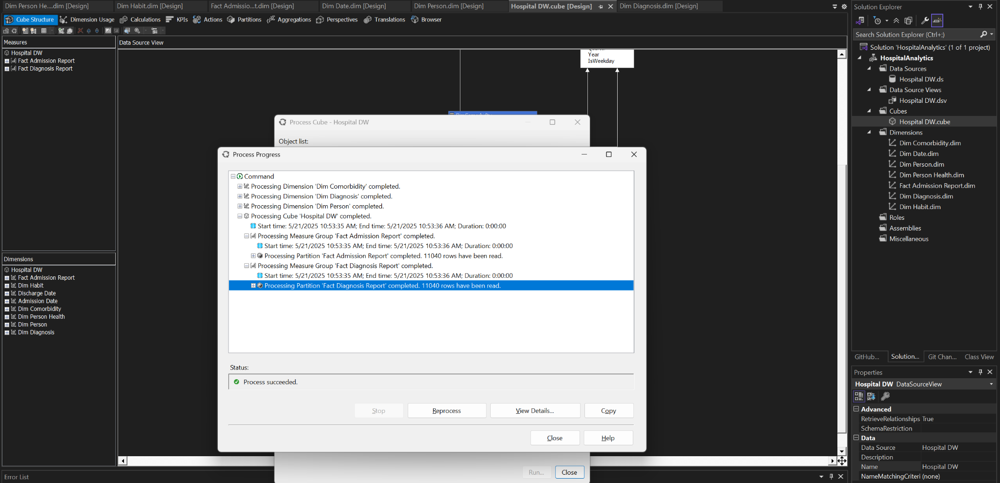 Dim Person He....dim [Design]
Dim Habit.dim [Design]
Fact Admissio...t.dim [Design]
Dim Date.dim [Design]
Dim Person.dim [Design]
Hospital DW.cube [Design]
Dim Diagnosis.dim [Design]
Cube Structure
Dimension Usage
Calculations
KPIs
Actions
Partitions
Aggregations
Perspectives
Translations
Browser
Measures
Hospital DW
Fact Admission Report
Fact Diagnosis Report
Dimensions
Hospital DW
Fact Admission Report
Dim Habit
Discharge Date
Admission Date
Dim Comorbidity
Dim Person Health
Dim Person
Dim Diagnosis
Data Source View
Year
IsWeekday
Process Cube - Hospital DW
Object list:
Process Progress
Command
Processing Dimension 'Dim Comorbidity' completed.
Processing Dimension 'Dim Diagnosis' completed.
Processing Dimension 'Dim Person' completed.
Processing Cube 'Hospital DW' completed.
Start time: 5/21/2025 10:53:35 AM; End time: 5/21/2025 10:53:36 AM; Duration: 0:00:00
Processing Measure Group 'Fact Admission Report' completed.
Start time: 5/21/2025 10:53:35 AM; End time: 5/21/2025 10:53:36 AM; Duration: 0:00:00
Processing Partition 'Fact Admission Report' completed. 11040 rows have been read.
Processing Measure Group 'Fact Diagnosis Report' completed.
Start time: 5/21/2025 10:53:35 AM; End time: 5/21/2025 10:53:36 AM; Duration: 0:00:00
Processing Partition 'Fact Diagnosis Report' completed. 11040 rows have been read.
Status:
Process succeeded.
Stop
Reprocess
View Details...
Copy
Close
Help
Run...
Close
Error List
Solution Explorer
Search Solution Explorer (Ctrl+;)
Solution 'HospitalAnalytics' (1 of 1 project)
HospitalAnalytics
Data Sources
Hospital DW.ds
Data Source Views
Hospital DW.dsv
Cubes
Hospital DW.cube
Dimensions
Dim Comorbidity.dim
Dim Date.dim
Dim Person.dim
Dim Person Health.dim
Fact Admission Report.dim
Dim Diagnosis.dim
Dim Habit.dim
Roles
Assemblies
Miscellaneous
GitHub...
Solution...
Git Chan...
Class View
Properties
Hospital DW DataSourceView
Advanced
RetrieveRelationships True
SchemaRestriction
Data
Data Source Hospital DW
Description
Name Hospital DW
NameMatchingCriteri (none)